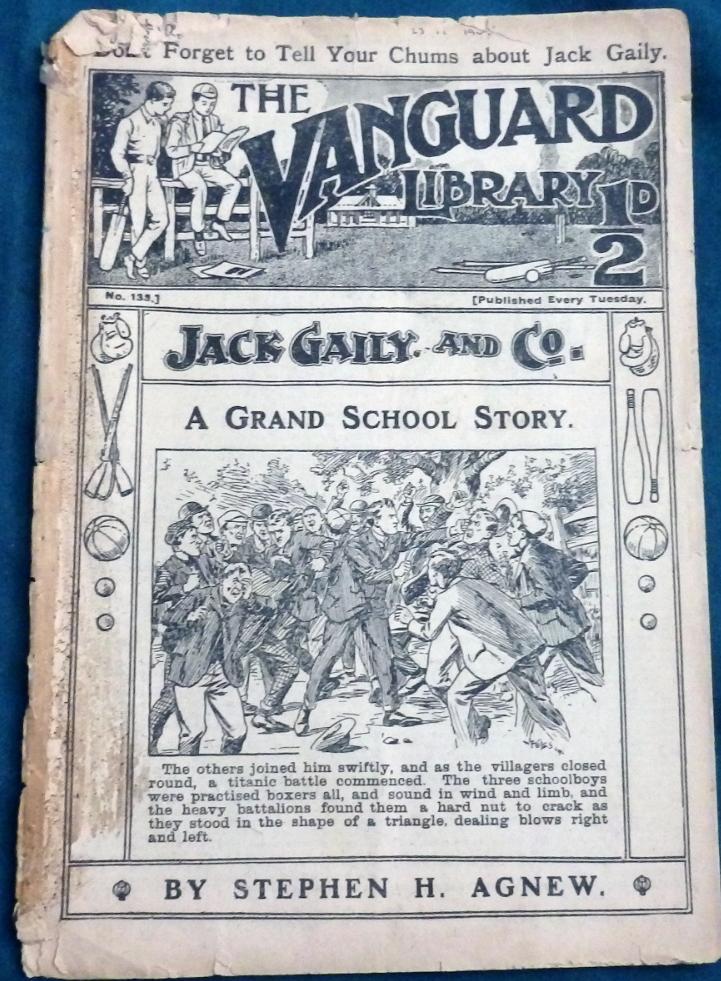 Don't Forget to Tell Your Chums about Jack Gaily.
THE
VANGUARD
LIBRARY
1D
2
No. 133.]
[Published Every Tuesday.
JACK GAILY. AND CO.
A GRAND SCHOOL STORY.
The others joined him swiftly, and as the villagers closed
round, a titanic battle commenced. The three schoolboys
were practised boxers all, and sound in wind and limb, and
the heavy battalions found them a hard nut to crack as
they stood in the shape of a triangle, dealing blows right
and left.
BY STEPHEN H. AGNEW.